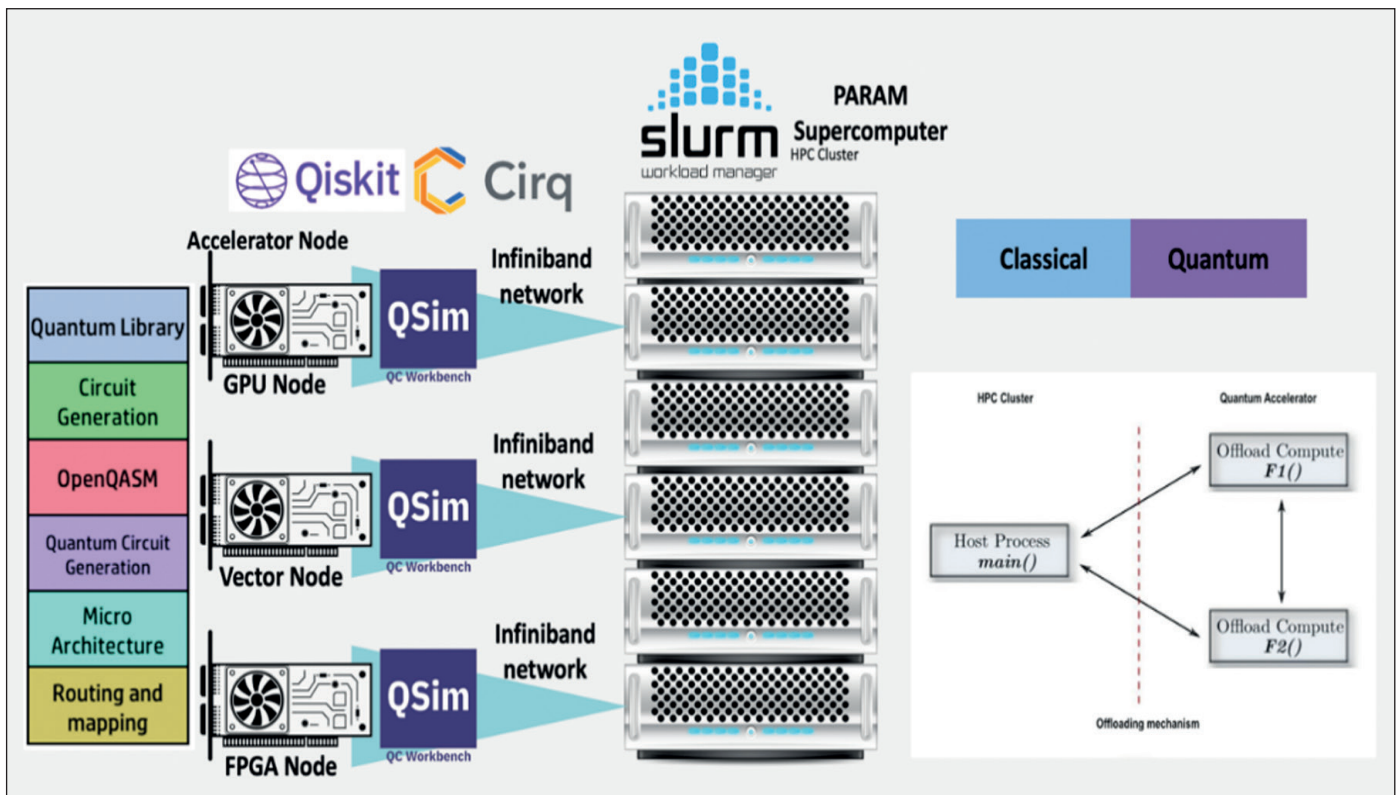 slurm
workload manager
PARAM
Supercomputer
HPC Cluster
Qiskit
Cirq
Accelerator Node
Quantum Library
Circuit
Generation
OpenQASM
Quantum Circuit
Generation
Micro
Architecture
Routing and
mapping
QSim
QC Workbench
GPU Node
Infiniband
network
QSim
QC Workbench
Vector Node
Infiniband
network
QSim
QC Workbench
FPGA Node
Infiniband
network
Classical
Quantum
HPC Cluster
Quantum Accelerator
Offload Compute
F1()
Host Process
main()
Offload Compute
F2()
Offloading mechanism